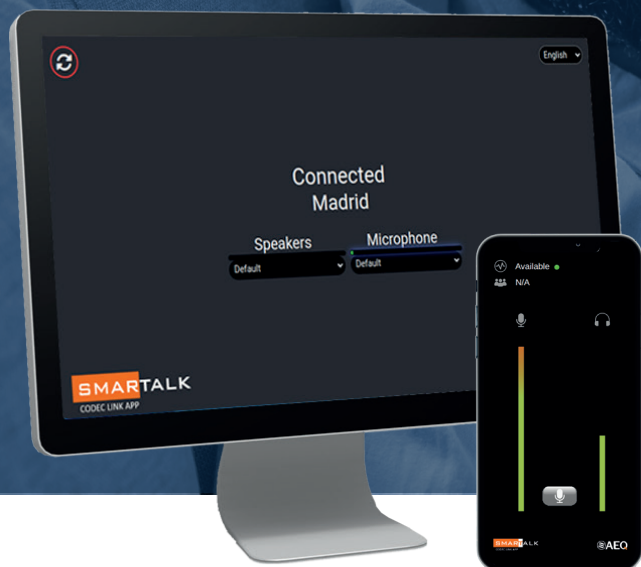 English
Connected
Madrid
Speakers
Microphone
Default
Default
SMARTALK
CODEC LINK APP
Available
N/A
SMARTALK
AEQ